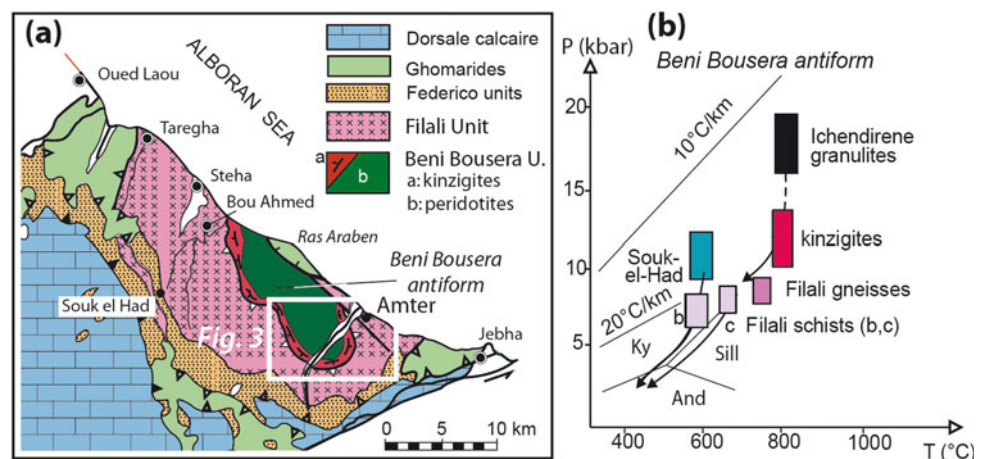 (a)
ALBORAN SEA
Oued Laou
Taregha
Steha
Bou Ahmed
Ras Araben
Beni Bousera
antiform
Souk el Had
Amter
Jebha
Fig. 3
0 5 10 km
Dorsale calcaire
Ghomarides
Federico units
Filali Unit
a
b
Beni Bousera U.
a: kinzigites
b: peridotites
(b)
P (kbar)
Beni Bousera antiform
20
15
10
5
10°C/km
20°C/km
Ichendirene
granulites
kinzigites
Souk-
el-Had
Filali gneisses
b
c
Filali schists (b,c)
Ky
Sill
And
400 600 800 1000
T (°C)